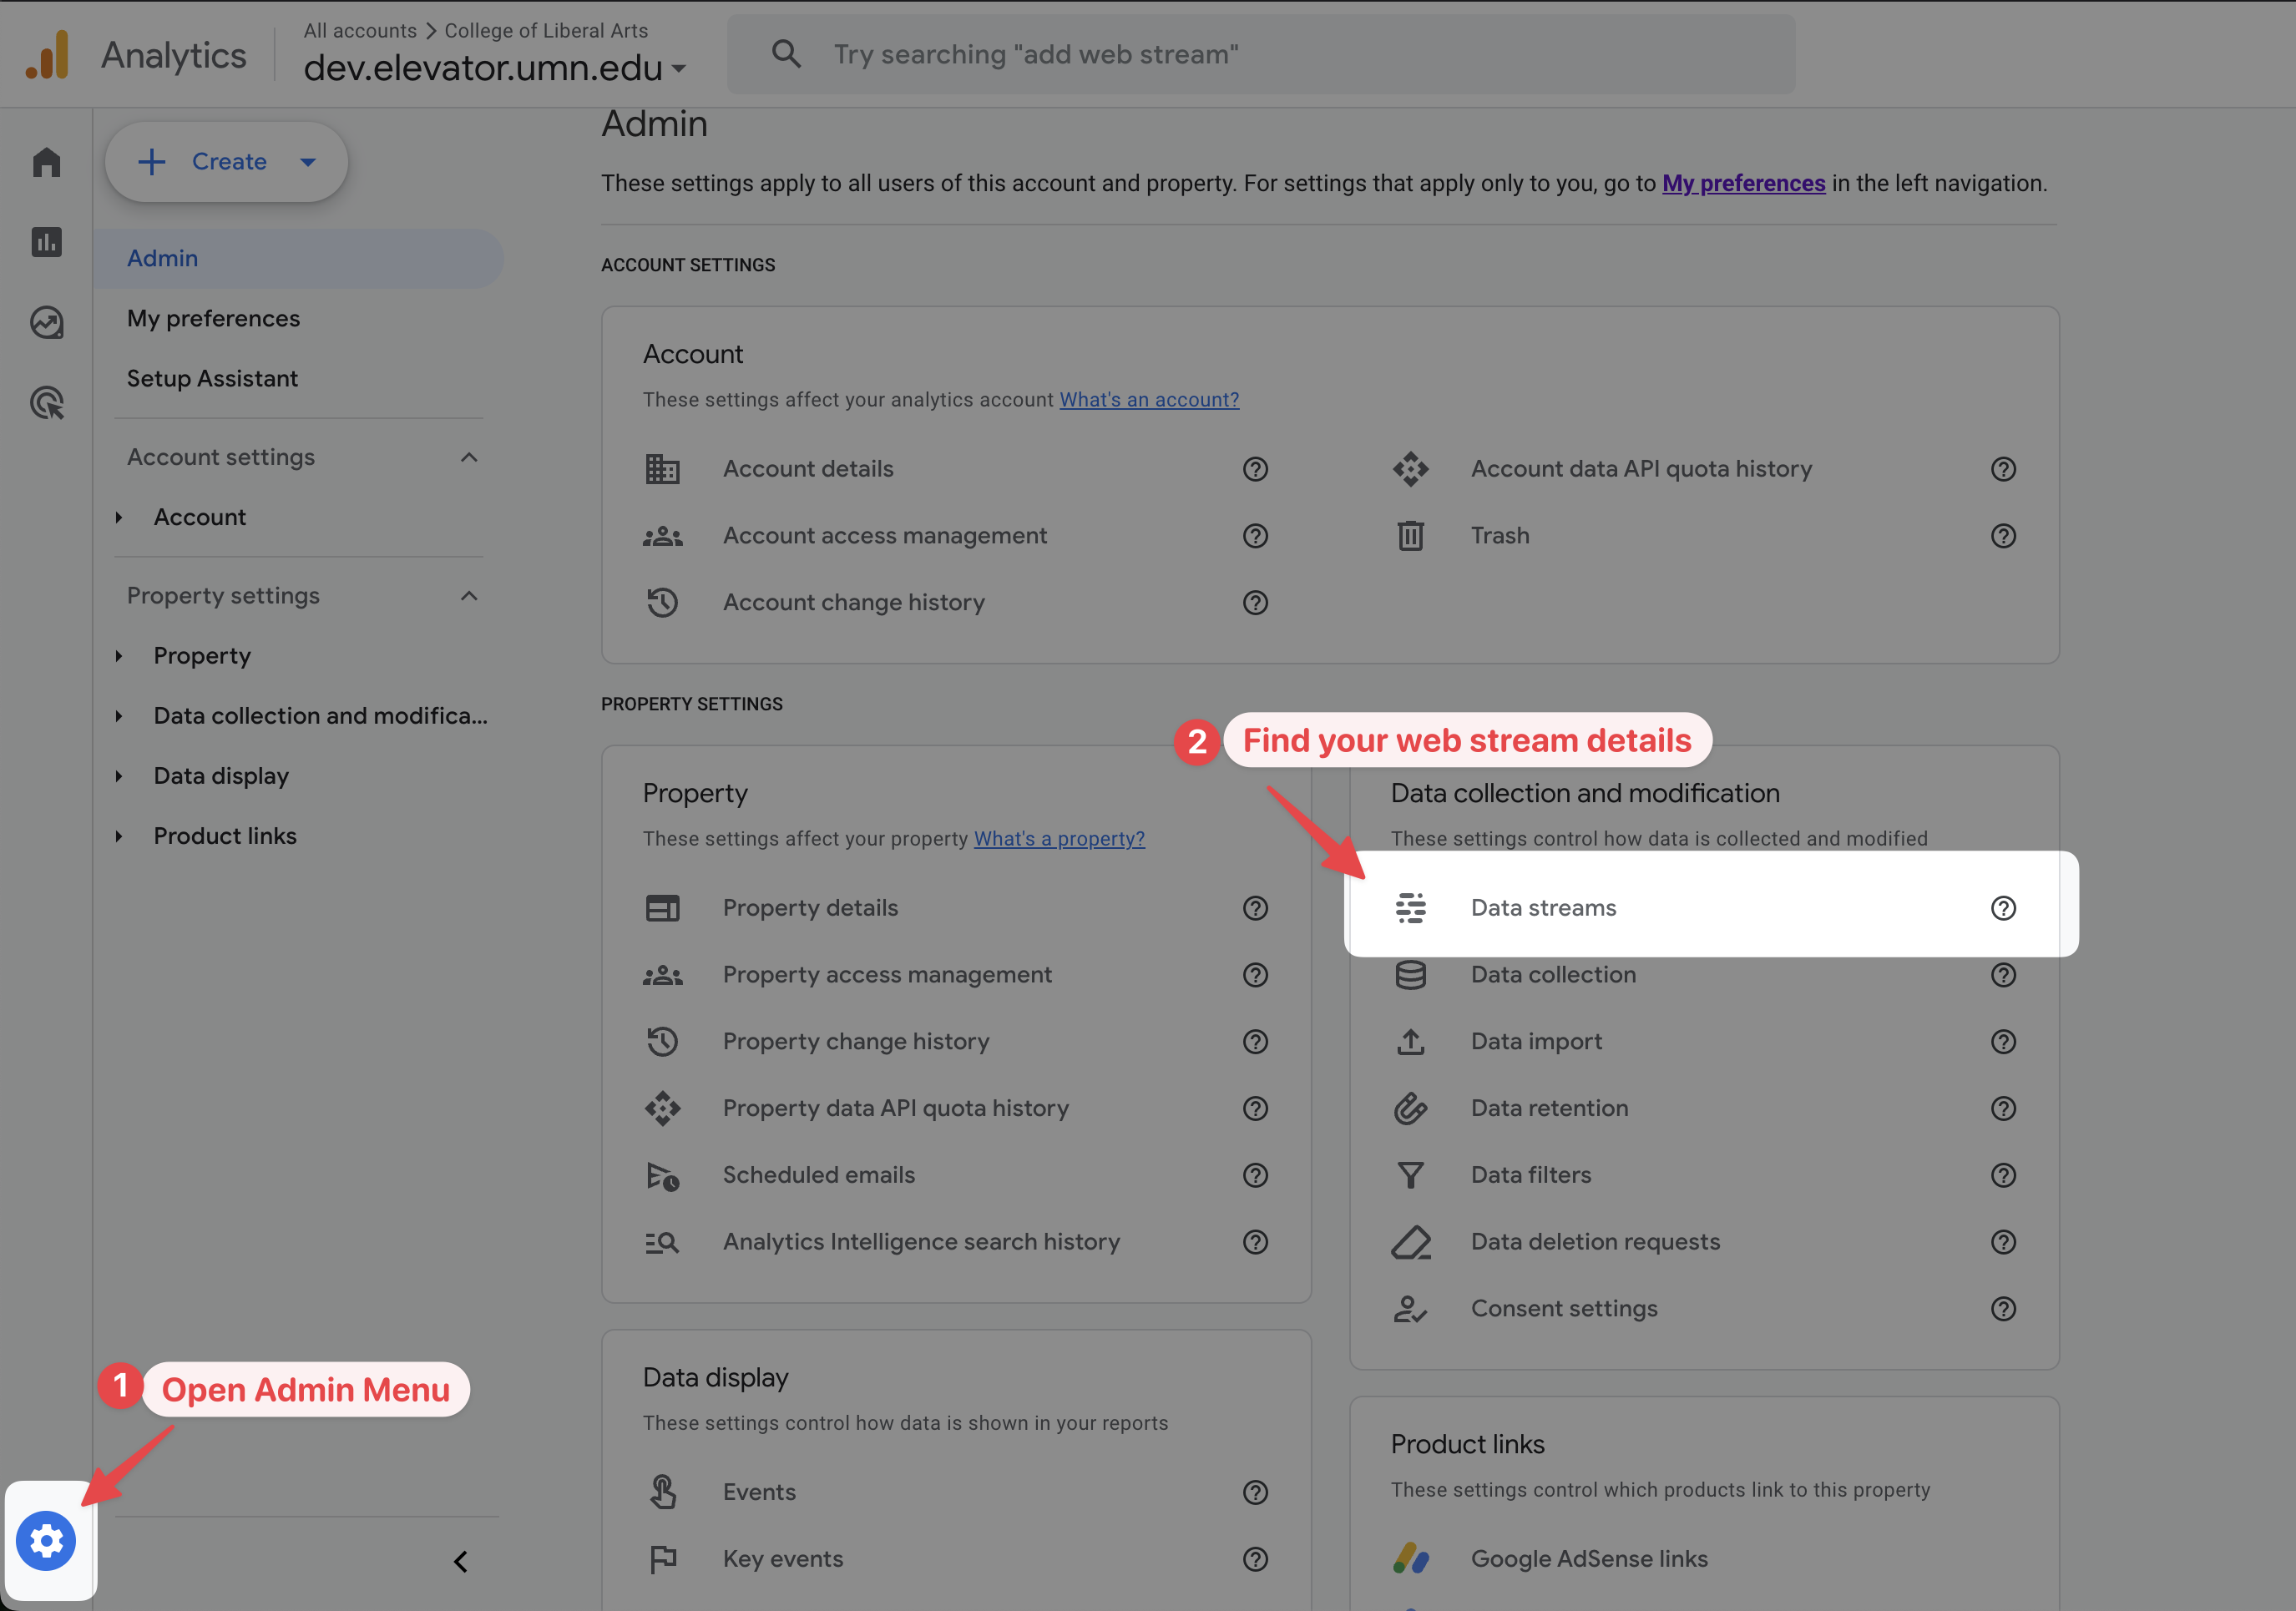 Analytics
All accounts > College of Liberal Arts
dev.elevator.umn.edu
Try searching "add web stream"
Create
Admin
My preferences
Setup Assistant
Account settings
Account
Property settings
Property
Data collection and modifica...
Data display
Product links
1
Open Admin Menu
Admin
These settings apply to all users of this account and property. For settings that apply only to you, go to My preferences in the left navigation.
ACCOUNT SETTINGS
Account
These settings affect your analytics account What's an account?
Account details
Account access management
Account change history
Account data API quota history
Trash
PROPERTY SETTINGS
2
Find your web stream details
Property
These settings affect your property What's a property?
Property details
Property access management
Property change history
Property data API quota history
Scheduled emails
Analytics Intelligence search history
Data collection and modification
These settings control how data is collected and modified
Data streams
Data collection
Data import
Data retention
Data filters
Data deletion requests
Consent settings
Data display
These settings control how data is shown in your reports
Events
Key events
Product links
These settings control which products link to this property
Google AdSense links